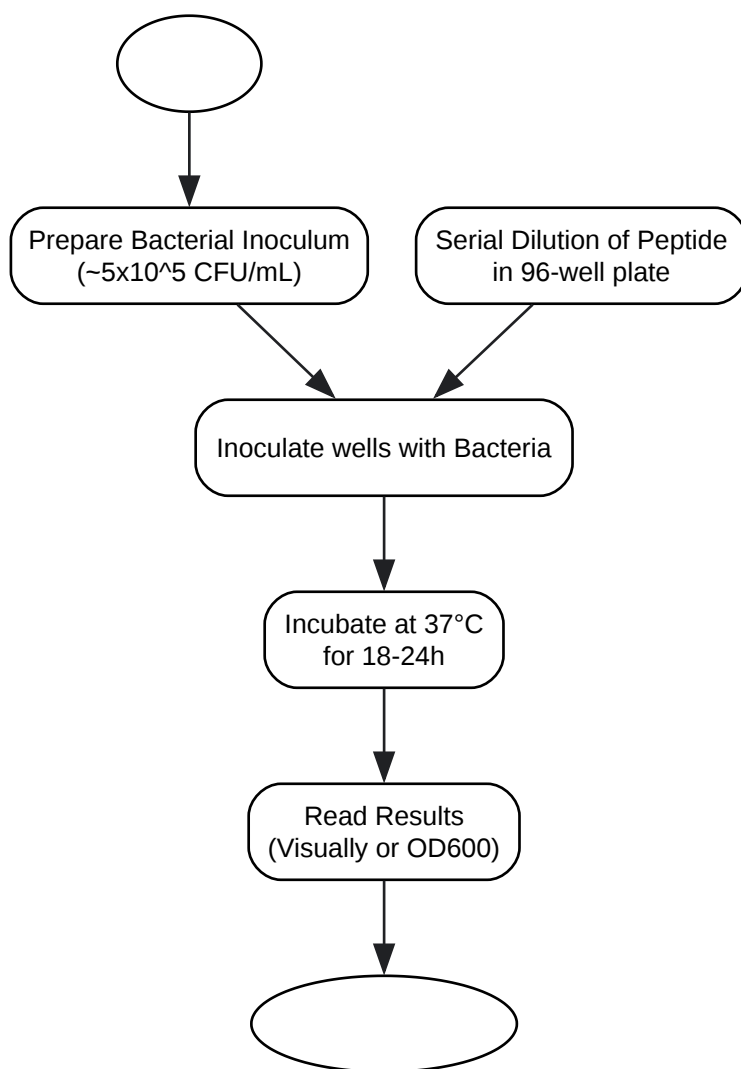 Prepare Bacterial Inoculum
(~5x10^5 CFU/mL)
Serial Dilution of Peptide
in 96-well plate
Inoculate wells with Bacteria
Incubate at 37°C
for 18-24h
Read Results
(Visually or OD600)